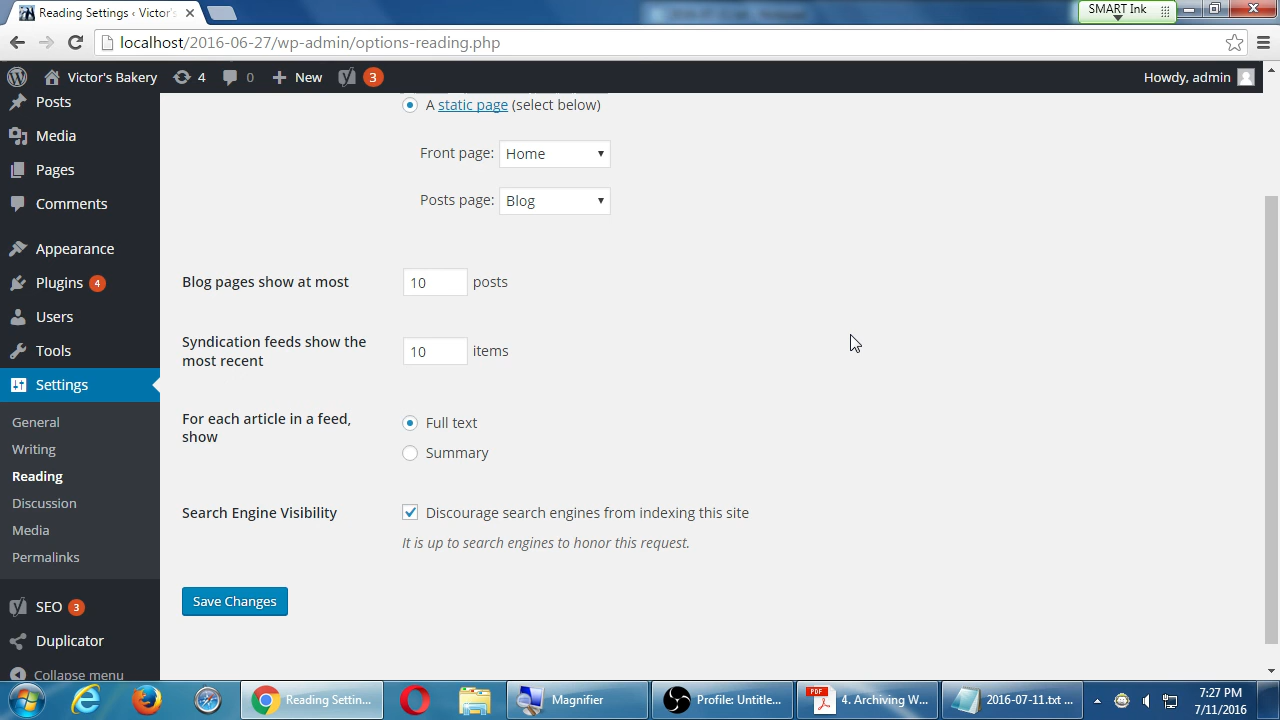 Reading Settings ‹ Victor's
SMART Ink
localhost/2016-06-27/wp-admin/options-reading.php
Victor's Bakery 4 0 New 3 Howdy, admin
Posts
Media
Pages
Comments
Appearance
Plugins 4
Users
Tools
Settings
General
Writing
Reading
Discussion
Media
Permalinks
SEO 3
Duplicator
Collapse menu
A static page (select below)
Front page: Home
Posts page: Blog
Blog pages show at most 10 posts
Syndication feeds show the
most recent
10 items
For each article in a feed,
show
Full text
Summary
Search Engine Visibility Discourage search engines from indexing this site
It is up to search engines to honor this request.
Save Changes
Reading Settin... Magnifier Profile: Untitle... PDF 4. Archiving W... 2016-07-11.txt ...
7:27 PM
7/11/2016